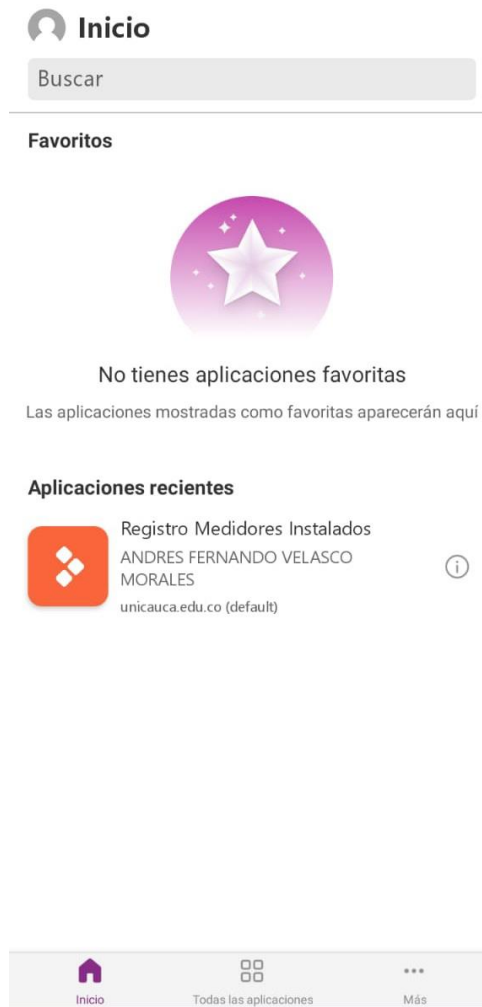 Inicio
Buscar
Favoritos
No tienes aplicaciones favoritas
Las aplicaciones mostradas como favoritas aparecerán aquí
Aplicaciones recientes
Registro Medidores Instalados
ANDRES FERNANDO VELASCO
MORALES
unicauca.edu.co (default)
Inicio
Todas las aplicaciones
Más